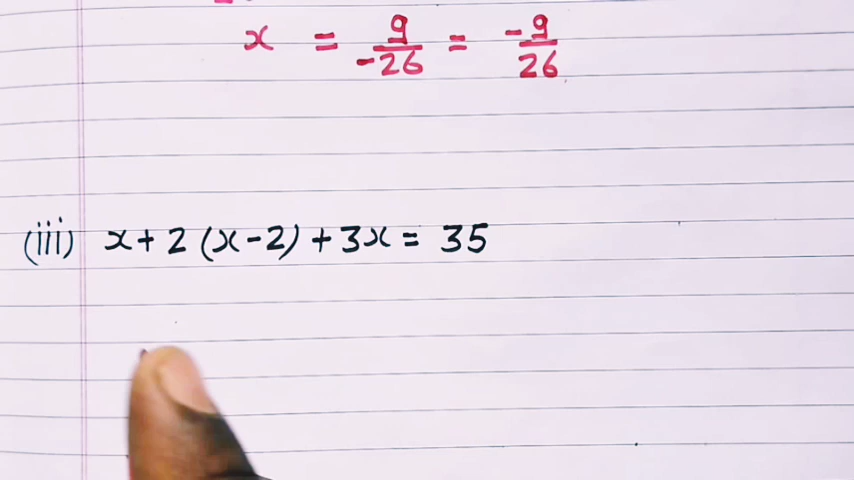 x = 9/-26 = -9/26
(iii) x + 2 (x - 2) + 3x = 35